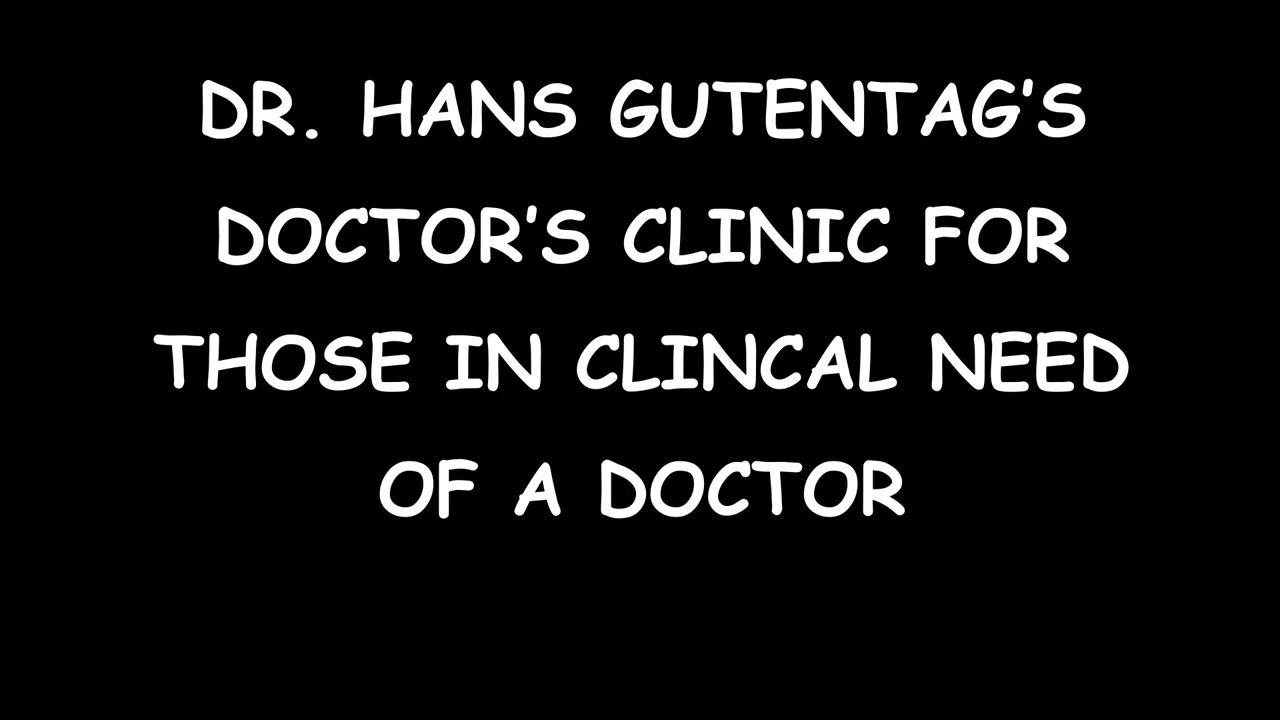 DR. HANS GUTENTAG'S
DOCTOR'S CLINIC FOR
THOSE IN CLINCAL NEED
OF A DOCTOR